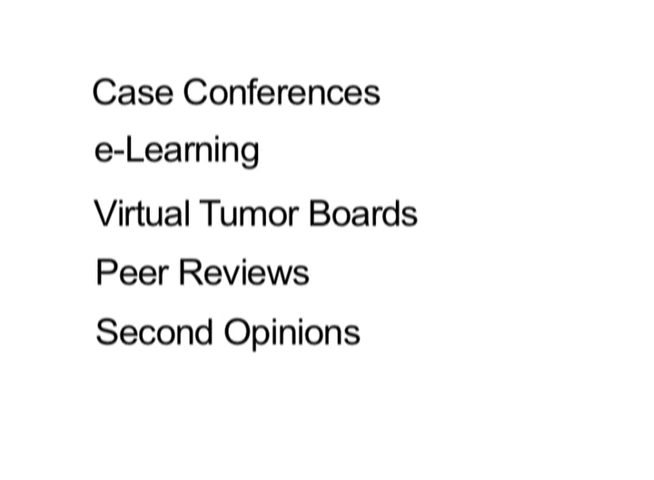 Case Conferences
e-Learning
Virtual Tumor Boards
Peer Reviews
Second Opinions